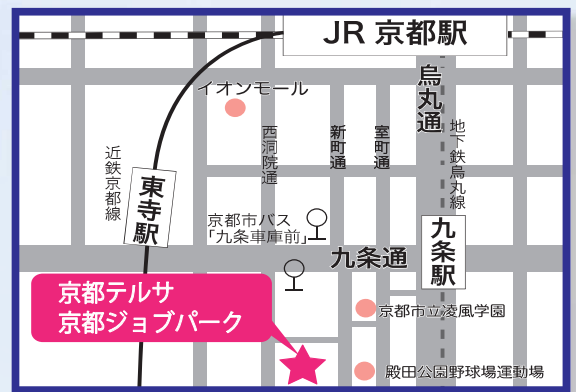 JR 京都駅
イオンモール
烏丸通
地下鉄烏丸線
西洞院通
新町通
室町通
近鉄京都線
東寺駅
京都市バス
「九条車庫前」
九条通
九条駅
京都テルサ
京都ジョブパーク
京都市立凌風学園
殿田公園野球場運動場